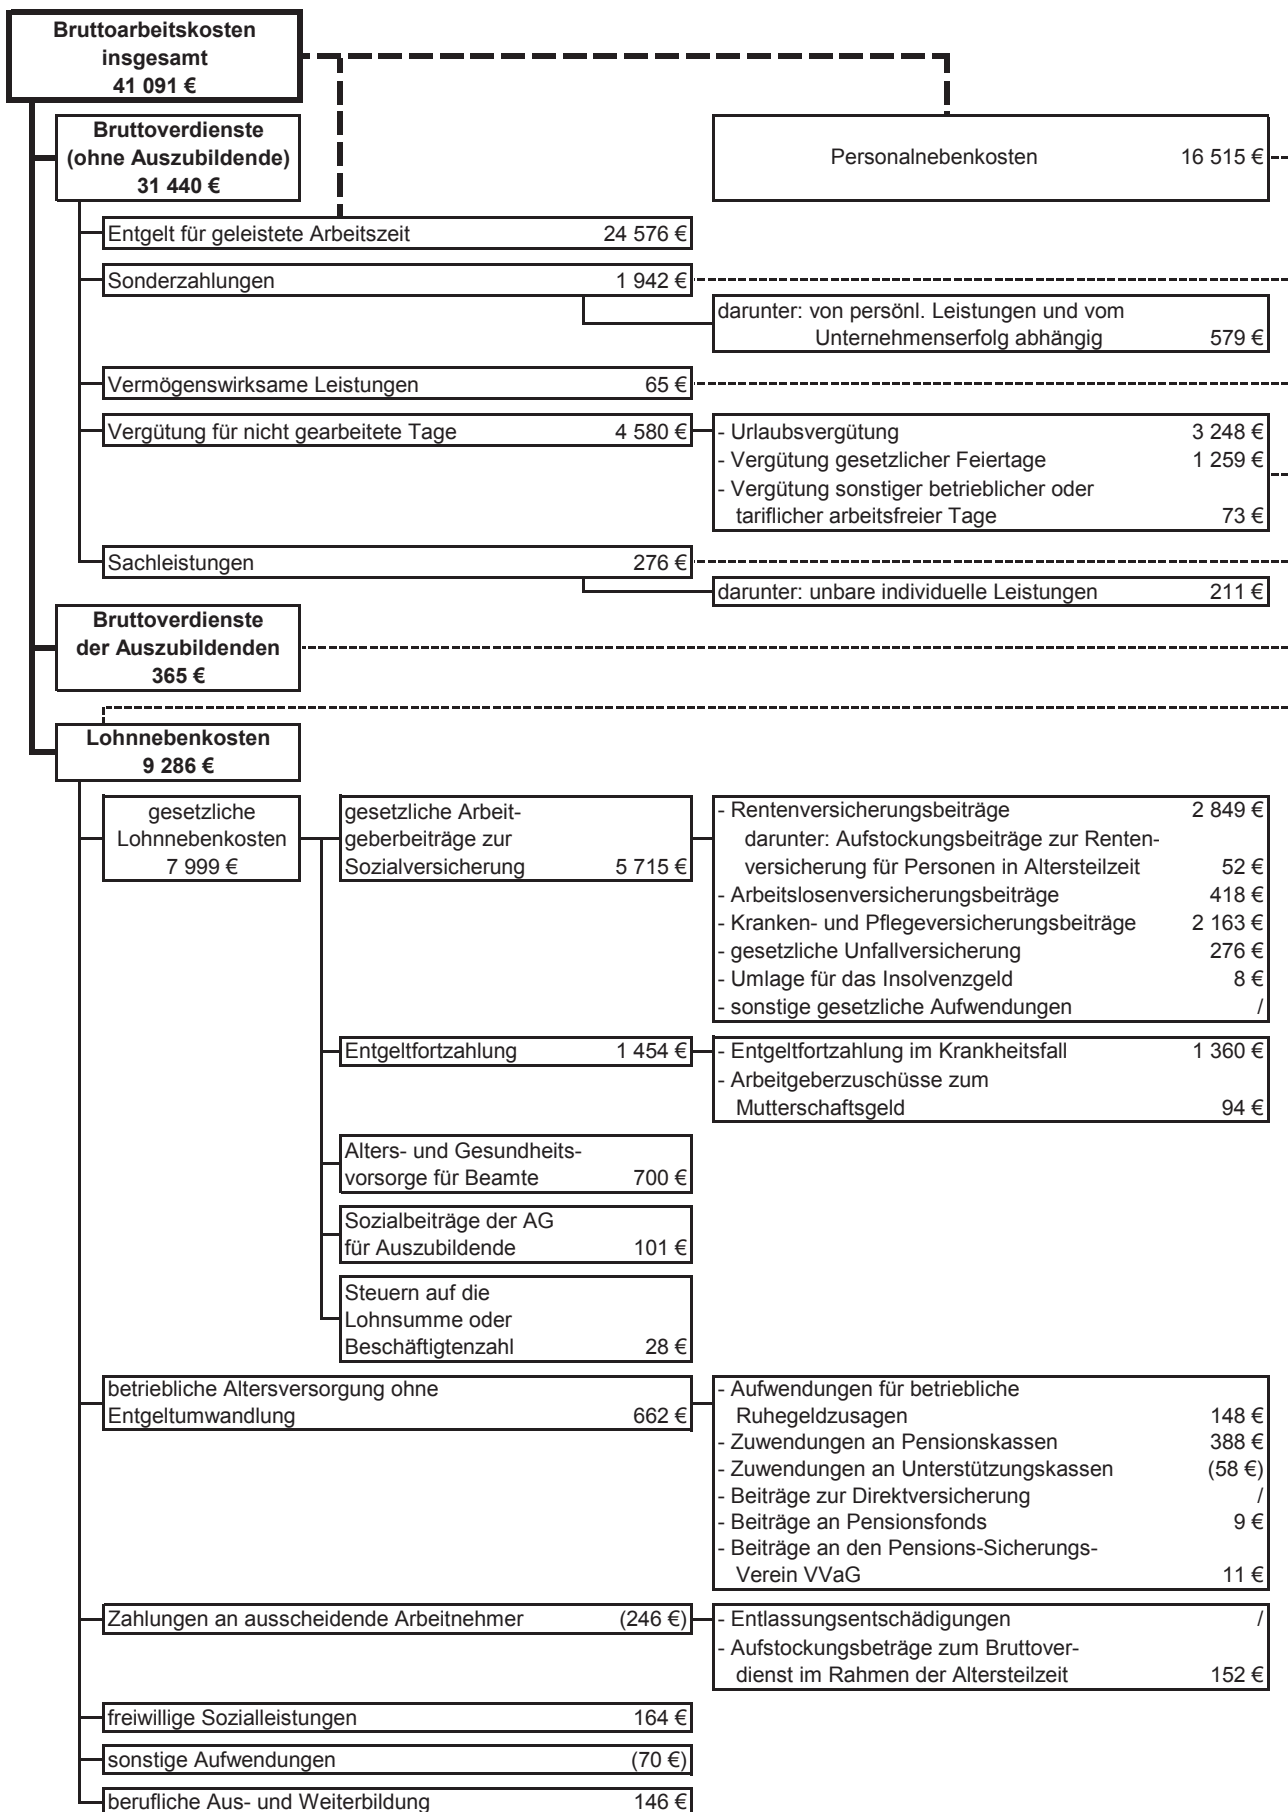 Bruttoarbeitskosten
insgesamt
41 091 €
Bruttoverdienste
(ohne Auszubildende)
31 440 €
Personalnebenkosten 16 515 €
Entgelt für geleistete Arbeitszeit 24 576 €
Sonderzahlungen 1 942 €
darunter: von persönl. Leistungen und vom
Unternehmenserfolg abhängig 579 €
Vermögenswirksame Leistungen 65 €
Vergütung für nicht gearbeitete Tage 4 580 €
- Urlaubsvergütung 3 248 €
- Vergütung gesetzlicher Feiertage 1 259 €
- Vergütung sonstiger betrieblicher oder
tariflicher arbeitsfreier Tage 73 €
Sachleistungen 276 €
darunter: unbare individuelle Leistungen 211 €
Bruttoverdienste
der Auszubildenden
365 €
Lohnnebenkosten
9 286 €
gesetzliche
Lohnnebenkosten
7 999 €
gesetzliche Arbeit-
geberbeiträge zur
Sozialversicherung 5 715 €
- Rentenversicherungsbeiträge 2 849 €
darunter: Aufstockungsbeiträge zur Renten-
versicherung für Personen in Altersteilzeit 52 €
- Arbeitslosenversicherungsbeiträge 418 €
- Kranken- und Pflegeversicherungsbeiträge 2 163 €
- gesetzliche Unfallversicherung 276 €
- Umlage für das Insolvenzgeld 8 €
- sonstige gesetzliche Aufwendungen /
Entgeltfortzahlung 1 454 €
- Entgeltfortzahlung im Krankheitsfall 1 360 €
- Arbeitgeberzuschüsse zum
Mutterschaftsgeld 94 €
Alters- und Gesundheits-
vorsorge für Beamte 700 €
Sozialbeiträge der AG
für Auszubildende 101 €
Steuern auf die
Lohnsumme oder
Beschäftigtenzahl 28 €
betriebliche Altersversorgung ohne
Entgeltumwandlung 662 €
- Aufwendungen für betriebliche
Ruhegeldzusagen 148 €
- Zuwendungen an Pensionskassen 388 €
- Zuwendungen an Unterstützungskassen (58 €)
- Beiträge zur Direktversicherung /
- Beiträge an Pensionsfonds 9 €
- Beiträge an den Pensions-Sicherungs-
Verein VVaG 11 €
Zahlungen an ausscheidende Arbeitnehmer (246 €)
- Entlassungsentschädigungen /
- Aufstockungsbeträge zum Bruttover-
dienst im Rahmen der Altersteilzeit 152 €
freiwillige Sozialleistungen 164 €
sonstige Aufwendungen (70 €)
berufliche Aus- und Weiterbildung 146 €